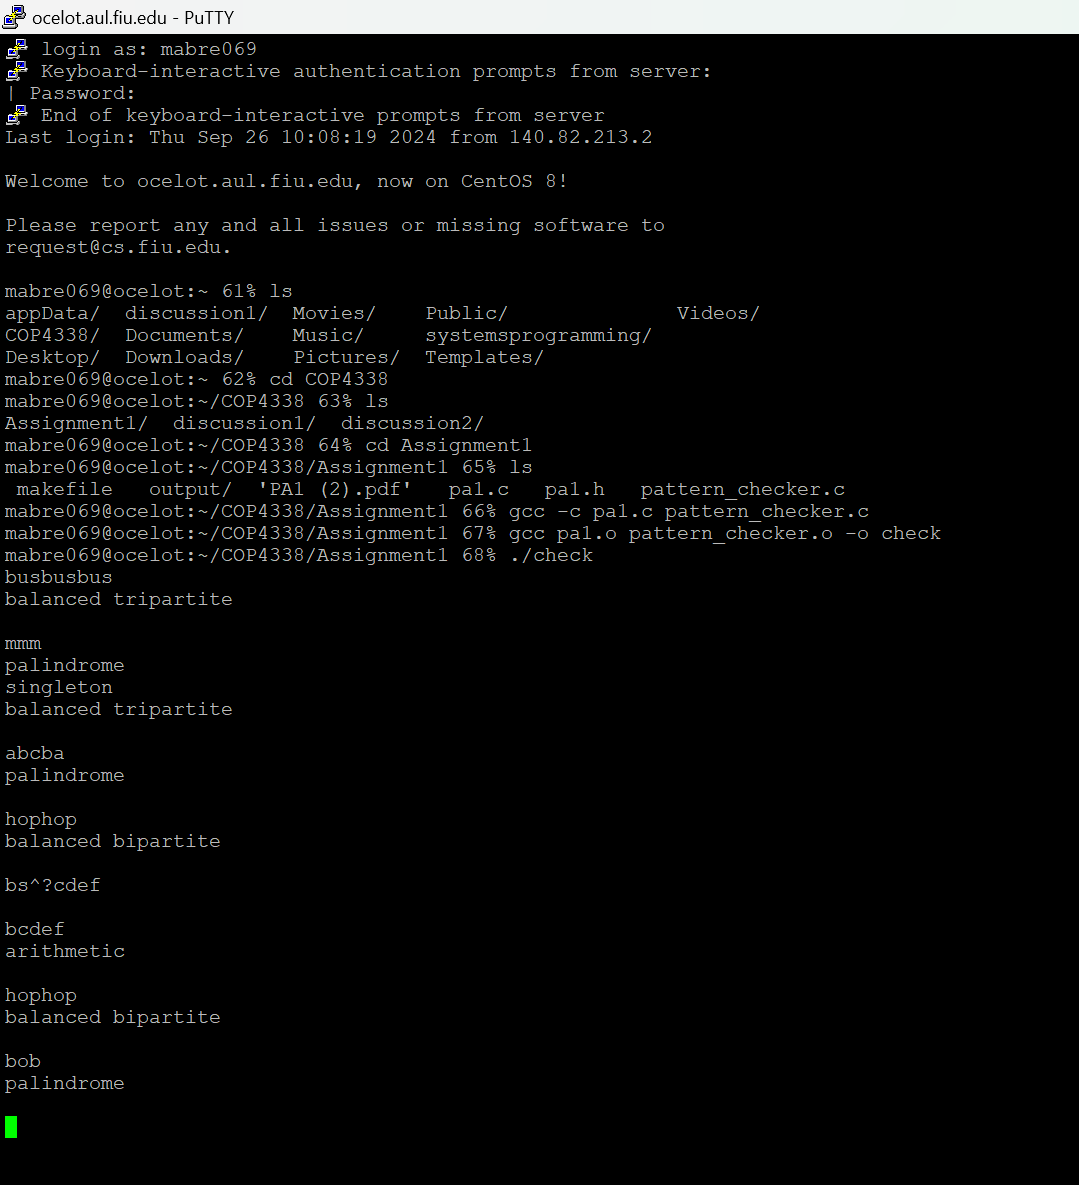 ocelot.aul.fiu.edu - PuTTY
login as: mabre069
Keyboard-interactive authentication prompts from server:
| Password:
End of keyboard-interactive prompts from server
Last login: Thu Sep 26 10:08:19 2024 from 140.82.213.2
Welcome to ocelot.aul.fiu.edu, now on CentOS 8!
Please report any and all issues or missing software to
request@cs.fiu.edu.
mabre069@ocelot:~ 61% ls
appData/  discussion1/  Movies/    Public/              Videos/
COP4338/  Documents/    Music/     systemsprogramming/
Desktop/  Downloads/    Pictures/  Templates/
mabre069@ocelot:~ 62% cd COP4338
mabre069@ocelot:~/COP4338 63% ls
Assignment1/  discussion1/  discussion2/
mabre069@ocelot:~/COP4338 64% cd Assignment1
mabre069@ocelot:~/COP4338/Assignment1 65% ls
 makefile   output/  'PA1 (2).pdf'   pa1.c   pa1.h   pattern_checker.c
mabre069@ocelot:~/COP4338/Assignment1 66% gcc -c pa1.c pattern_checker.c
mabre069@ocelot:~/COP4338/Assignment1 67% gcc pa1.o pattern_checker.o -o check
mabre069@ocelot:~/COP4338/Assignment1 68% ./check
busbusbus
balanced tripartite
mmm
palindrome
singleton
balanced tripartite
abcba
palindrome
hophop
balanced bipartite
bs^?cdef
bcdef
arithmetic
hophop
balanced bipartite
bob
palindrome